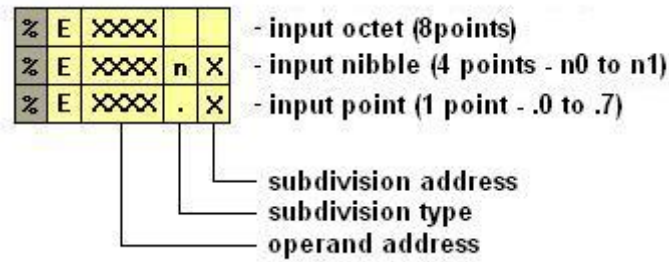 % E XXXX - input octet (8points)
% E XXXX n X - input nibble (4 points - n0 to n1)
% E XXXX . X - input point (1 point - .0 to .7)
subdivision address
subdivision type
operand address